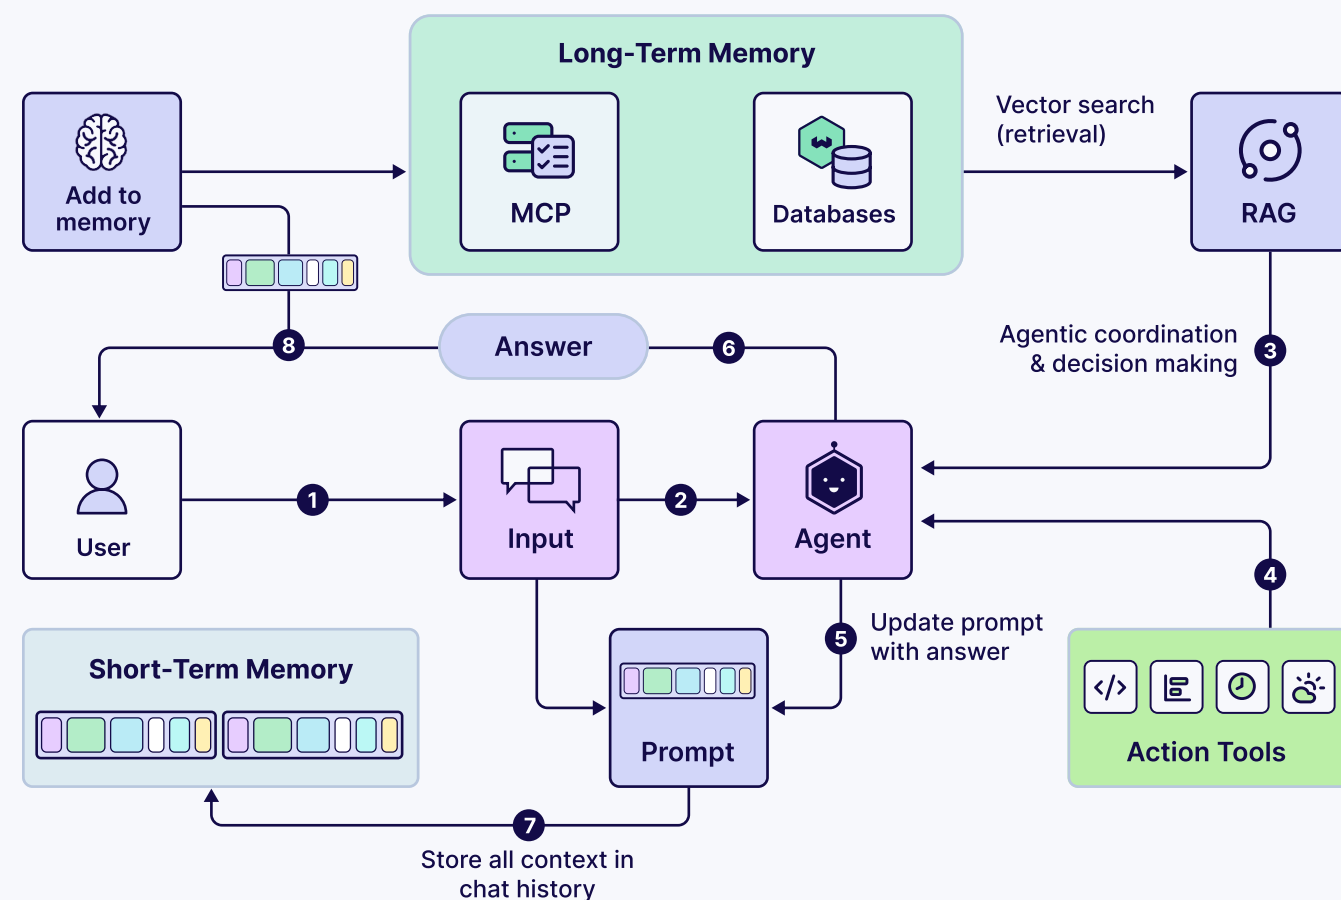 Long-Term Memory
Add to
memory
MCP
Databases
Vector search
(retrieval)
RAG
8
Answer
6
Agentic coordination
& decision making
3
User
1
Input
2
Agent
4
Short-Term Memory
Prompt
5
Update prompt
with answer
</>
Action Tools
7
Store all context in
chat history